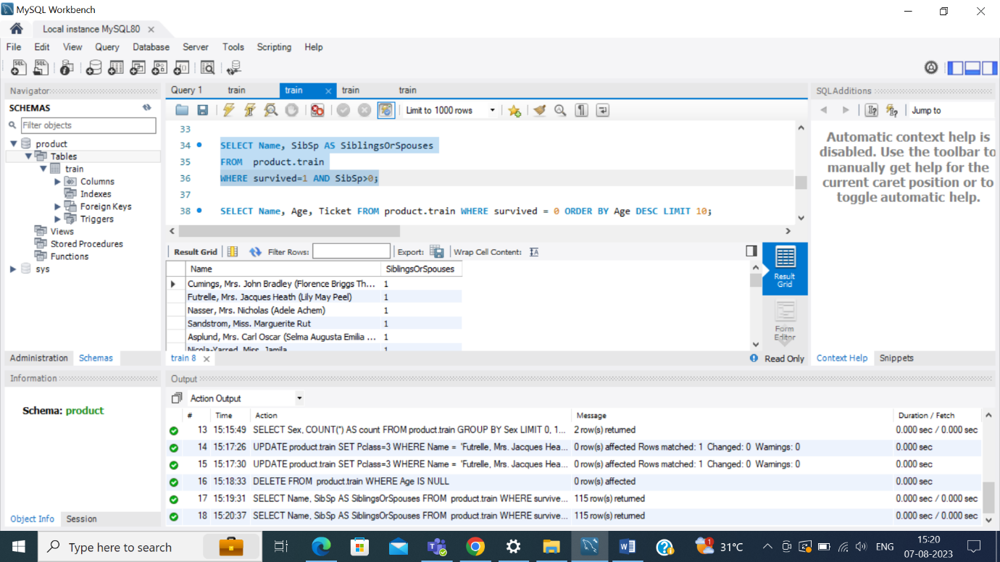 MySQL Workbench
Local instance MySQL80
File Edit View Query Database Server Tools Scripting Help
Navigator
SCHEMAS
Filter objects
product
Tables
train
Columns
Indexes
Foreign Keys
Triggers
Views
Stored Procedures
Functions
sys
Administration Schemas
Information
Schema: product
Object Info Session
Query 1 train train train train
Limit to 1000 rows
33
34 SELECT Name, SibSp AS SiblingsOrSpouses
35 FROM product.train
36 WHERE survived=1 AND SibSp>0;
37
38 SELECT Name, Age, Ticket FROM product.train WHERE survived = 0 ORDER BY Age DESC LIMIT 10;
Result Grid Filter Rows: Export: Wrap Cell Content:
Name SiblingsOrSpouses
Cumings, Mrs. John Bradley (Florence Briggs Th... 1
Futrelle, Mrs. Jacques Heath (Lily May Peel) 1
Nasser, Mrs. Nicholas (Adele Achem) 1
Sandstrom, Miss. Marguerite Rut 1
Asplund, Mrs. Carl Oscar (Selma Augusta Emilia ... 1
Nicola-Yarred, Miss. Jamila 1
Result
Grid
Form
Editor
train 8 Read Only
SQLAdditions
Jump to
Automatic context help is
disabled. Use the toolbar to
manually get help for the
current caret position or to
toggle automatic help.
Context Help Snippets
Output
Action Output
# Time Action Message Duration / Fetch
13 15:15:49 SELECT Sex, COUNT(*) AS count FROM product.train GROUP BY Sex LIMIT 0, 1... 2 row(s) returned 0.000 sec / 0.000 sec
14 15:17:26 UPDATE product.train SET Pclass=3 WHERE Name = 'Futrelle, Mrs. Jacques Hea... 0 row(s) affected Rows matched: 1 Changed: 0 Warnings: 0 0.000 sec
15 15:17:30 UPDATE product.train SET Pclass=3 WHERE Name = 'Futrelle, Mrs. Jacques Hea... 0 row(s) affected Rows matched: 1 Changed: 0 Warnings: 0 0.000 sec
16 15:18:33 DELETE FROM product.train WHERE Age IS NULL 0 row(s) affected 0.000 sec
17 15:19:31 SELECT Name, SibSp AS SiblingsOrSpouses FROM product.train WHERE survive... 115 row(s) returned 0.000 sec / 0.000 sec
18 15:20:37 SELECT Name, SibSp AS SiblingsOrSpouses FROM product.train WHERE survive... 115 row(s) returned 0.000 sec / 0.000 sec
Type here to search
1
31°C
ENG
15:20
07-08-2023